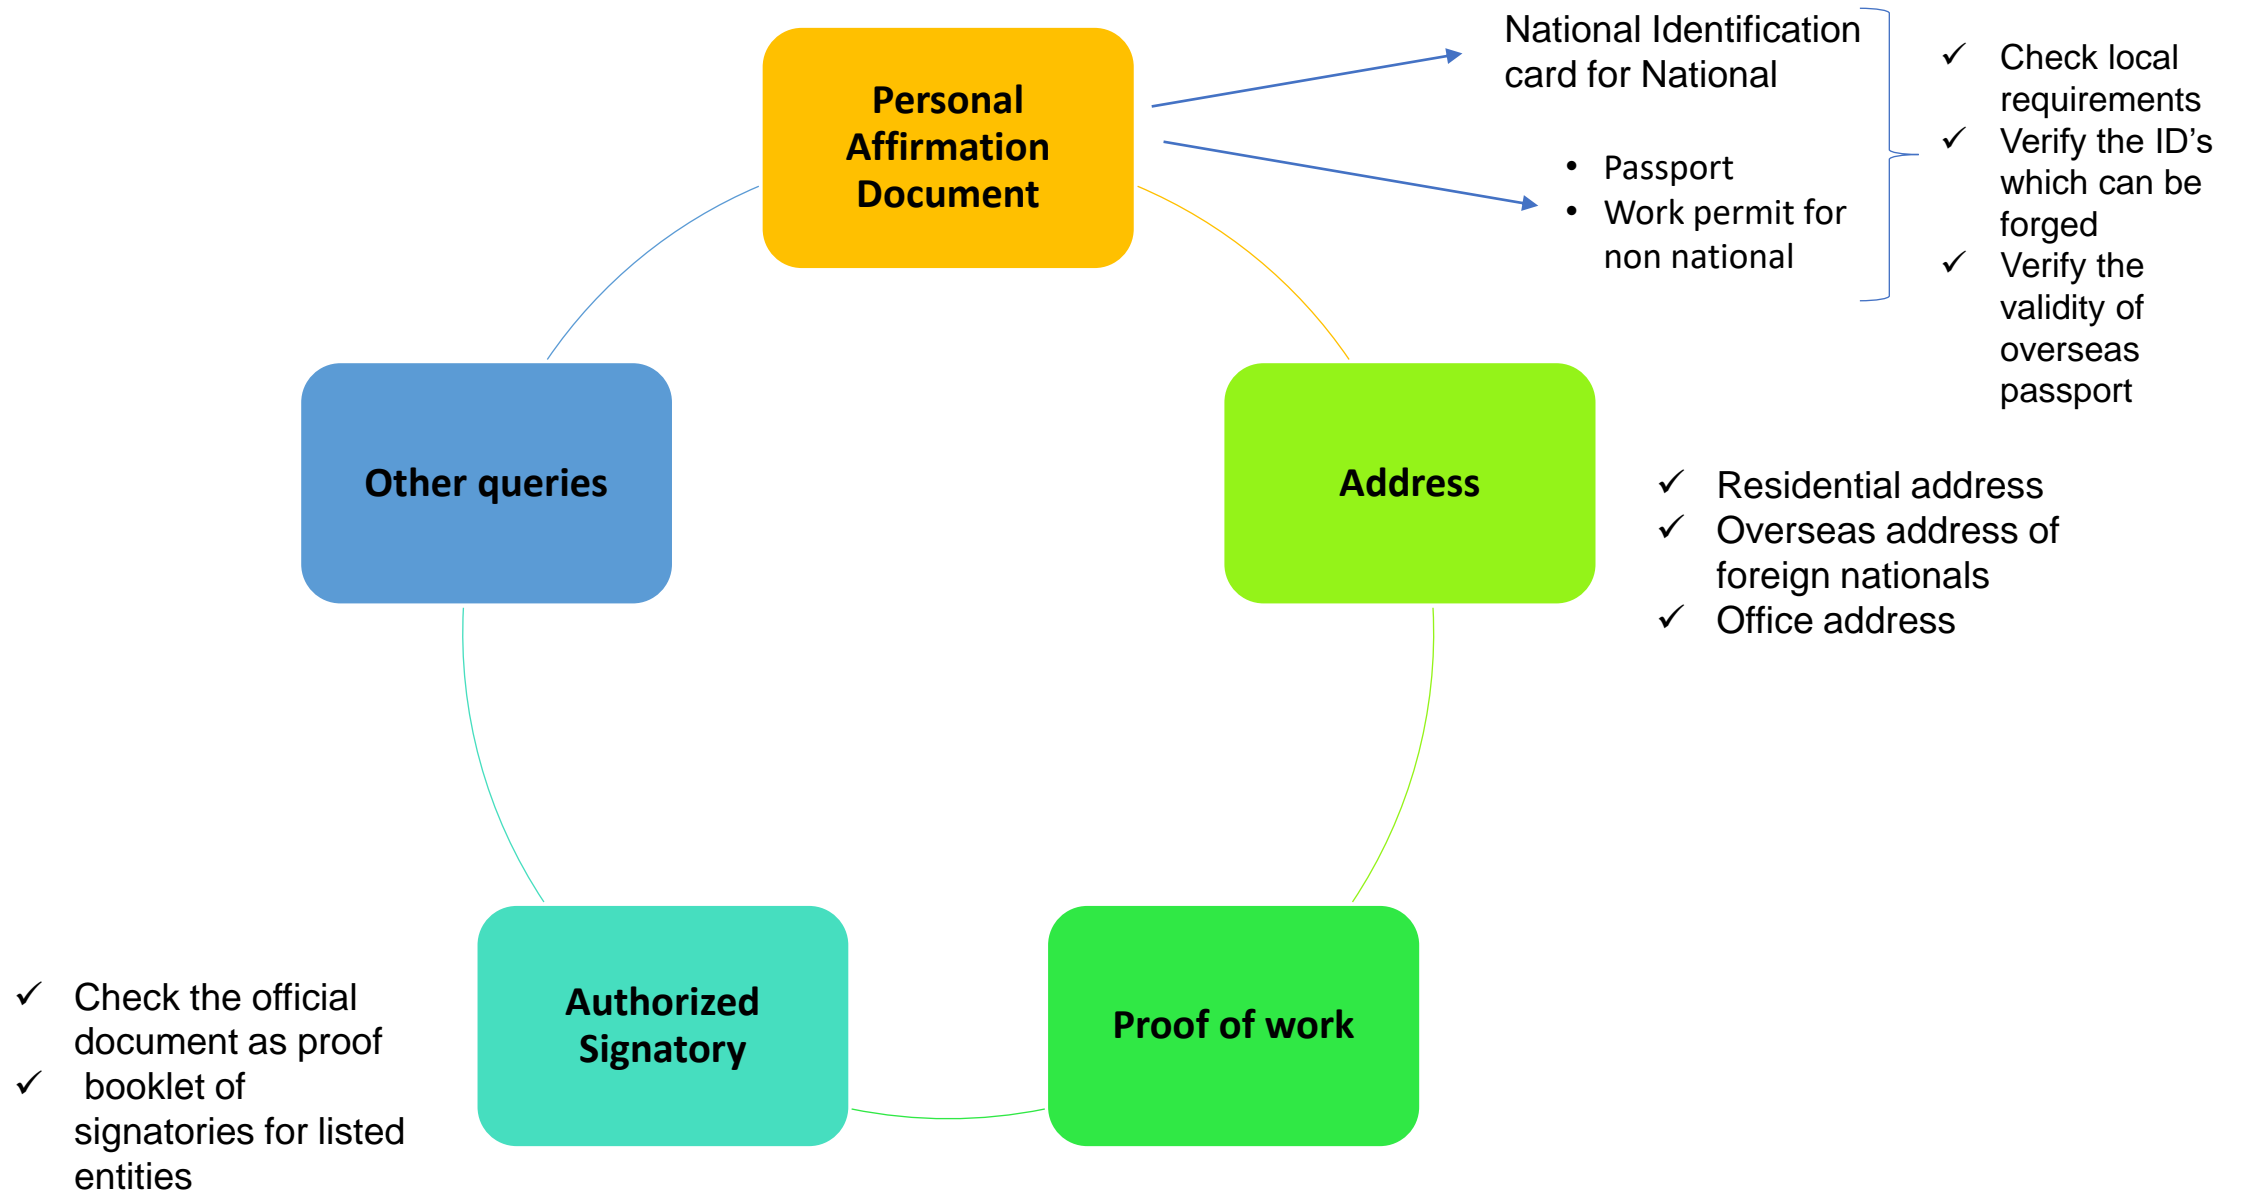 Personal
Affirmation
Document
National Identification
card for National
• Passport
• Work permit for
non national
✓ Check local
requirements
✓ Verify the ID’s
which can be
forged
✓ Verify the
validity of
overseas
passport
Other queries
Address
✓ Residential address
✓ Overseas address of
foreign nationals
✓ Office address
Authorized
Signatory
Proof of work
✓ Check the official
document as proof
✓ booklet of
signatories for listed
entities